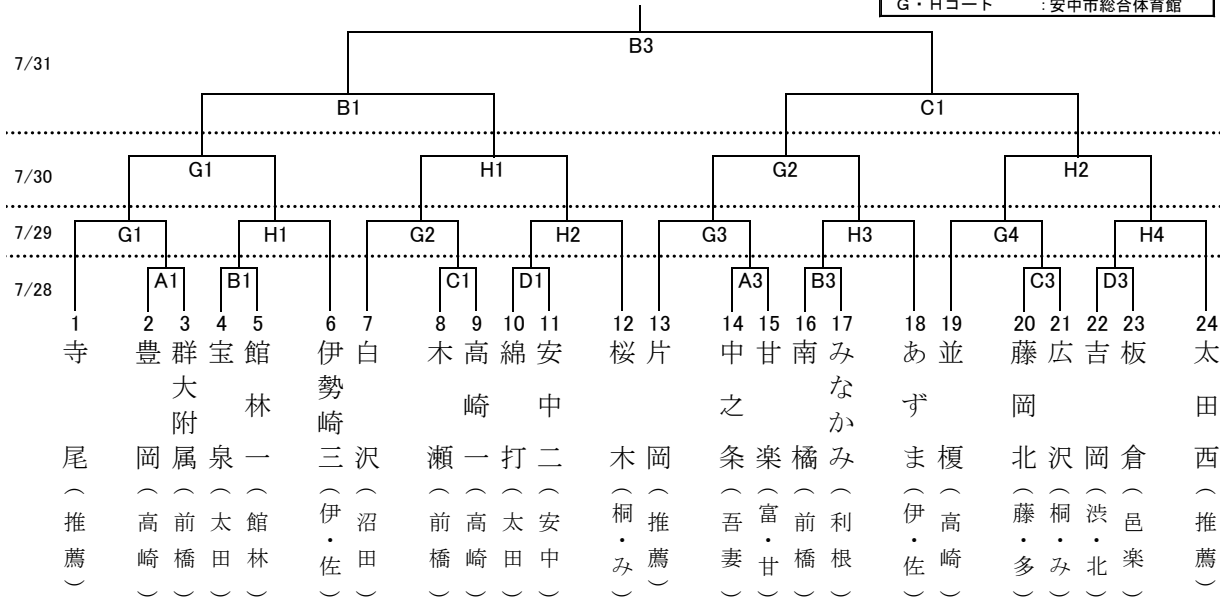 G・Hコート　　：安中市総合体育館
B3
7/31
B1 C1
7/30
G1 H1 G2 H2
7/29
G1 H1 G2 H2 G3 H3 G4 H4
7/28
A1 B1 C1 D1 A3 B3 C3 D3
1 寺尾（推薦）
2 豊岡（高崎）
3 群大附属（前橋）
4 宝泉（太田）
5 館林一（館林）
6 伊勢崎三（伊・佐）
7 白沢（沼田）
8 木瀬（前橋）
9 高崎一（高崎）
10 綿打（太田）
11 安中二（安中）
12 桜木（桐・み）
13 片岡（推薦）
14 中之条（吾妻）
15 甘楽（富・甘）
16 南橘（前橋）
17 みなかみ（利根）
18 あずま（伊・佐）
19 並榎（高崎）
20 藤岡北（藤・多）
21 広沢（桐・み）
22 吉岡（渋・北）
23 板倉（邑楽）
24 太田西（推薦）